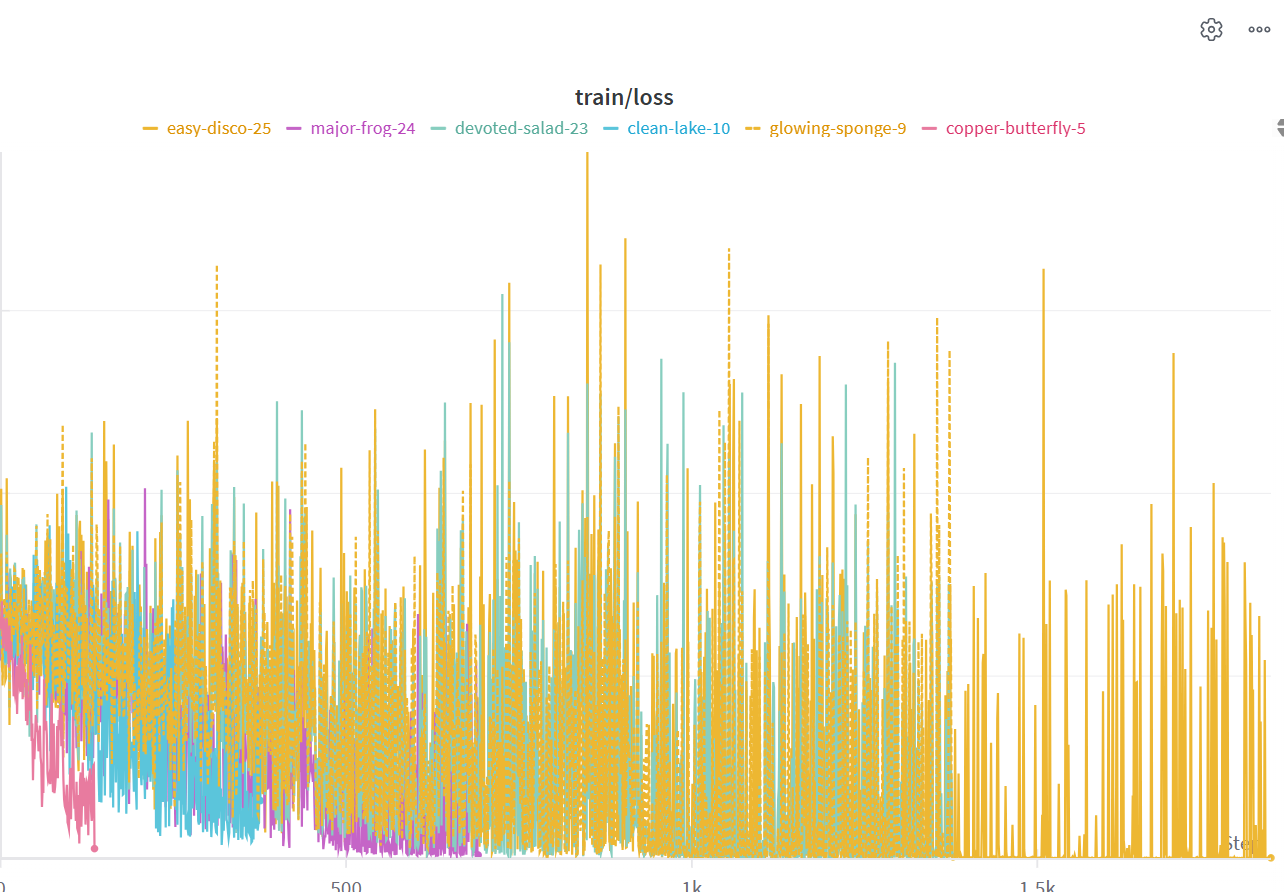 train/loss
easy-disco-25 major-frog-24 devoted-salad-23 clean-lake-10 glowing-sponge-9 copper-butterfly-5
Step
0 500 1k 1.5k